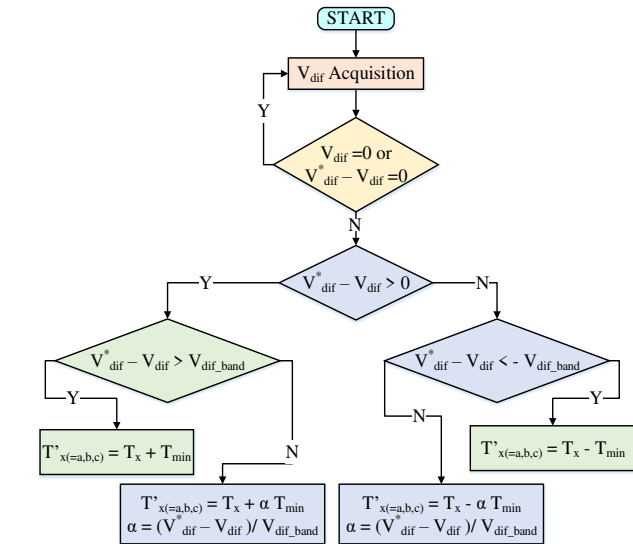 START
V_dif Acquisition
Y
V_dif =0 or
V*_dif – V_dif =0
N
Y
V*_dif – V_dif > 0
N
V*_dif – V_dif > V_dif_band
V*_dif – V_dif < - V_dif_band
Y
N
N
Y
T’_x(=a,b,c) = T_x + T_min
T’_x(=a,b,c) = T_x - T_min
T’_x(=a,b,c) = T_x + α T_min
α = (V*_dif – V_dif )/ V_dif_band
T’_x(=a,b,c) = T_x - α T_min
α = (V*_dif – V_dif )/ V_dif_band